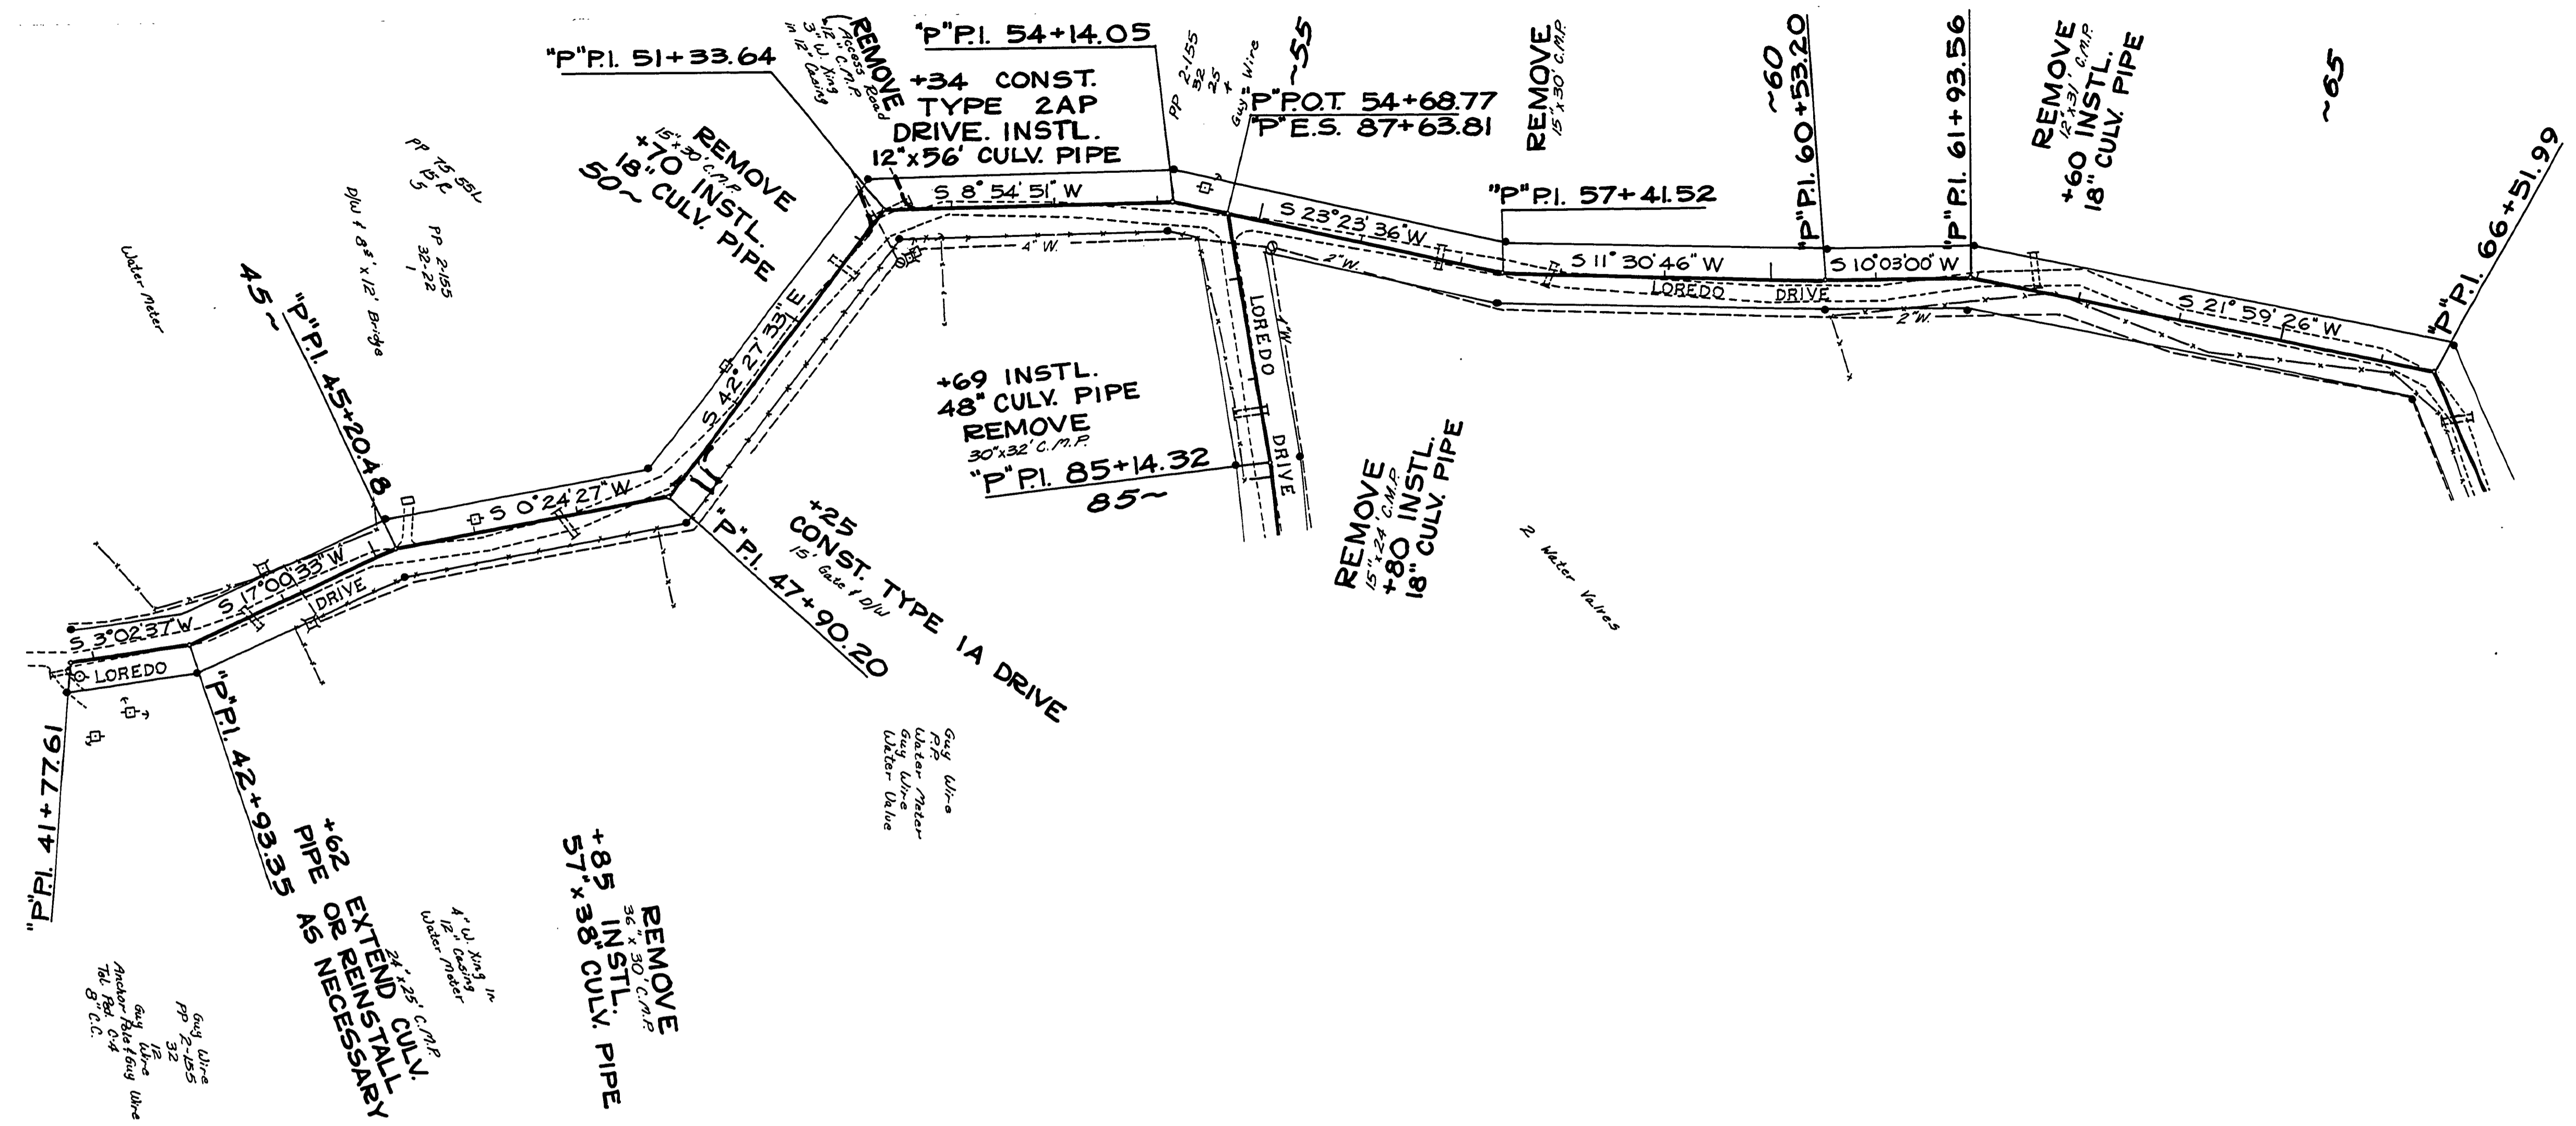 "P" P.I. 51+33.64
REMOVE
12" C.M.P.
(Access Road
3" W. Xing
in 12" Casing
"P" P.I. 54+14.05
+34 CONST.
TYPE 2AP
DRIVE. INSTL.
12"x56' CULV. PIPE
PP 2-155
32
25
+
Guy Wire
~55
"P" P.O.T. 54+68.77
"P" E.S. 87+63.81
REMOVE
15"x30' C.M.P.
"P" P.I. 57+41.52
~60
"P" P.I. 60+53.20
"P" P.I. 61+93.56
REMOVE
12"x31' C.M.P.
+60 INSTL.
18" CULV. PIPE
~65
"P" P.I. 66+51.99
REMOVE
15"x30' C.M.P.
+70 INSTL.
18" CULV. PIPE
50~
PP 75 55L
15 R
5
PP 2-155
32-22
1
Water Meter
45~
"P" P.I. 45+20.48
S 3°02'37" W
LOREDO
S 17°00'33" W
DRIVE
S 0°24'27" W
S 42°27'33" E
S 8°54'51" W
4" W.
S 23°23'36" W
2" W.
S 11°30'46" W
LOREDO DRIVE
S 10°03'00" W
2" W.
S 21°59'26" W
LOREDO DRIVE
1" W.
+69 INSTL.
48" CULV. PIPE
REMOVE
30"x32' C.M.P.
"P" P.I. 85+14.32
85~
REMOVE
15"x24' C.M.P.
+80 INSTL.
18" CULV. PIPE
2 Water Valves
"P" P.I. 47+90.20
+25
CONST. TYPE 1A DRIVE
15' Gate & D/W
"P" P.I. 41+77.61
"P" P.I. 42+93.35
+62 EXTEND CULV.
24"x25' C.M.P.
PIPE OR REINSTALL
AS NECESSARY
4" W. Xing in
12" Casing
Water Meter
+85 INSTL.
57"x38" CULV. PIPE
REMOVE
36"x30' C.M.P.
Guy Wire
P.P.
Water Meter
Guy Wire
Water Valve
Guy Wire
PP 2-155
32
12
Guy Wire
Anchor Pole & Guy Wire
Tel. Ped. C-4
8" C.C.